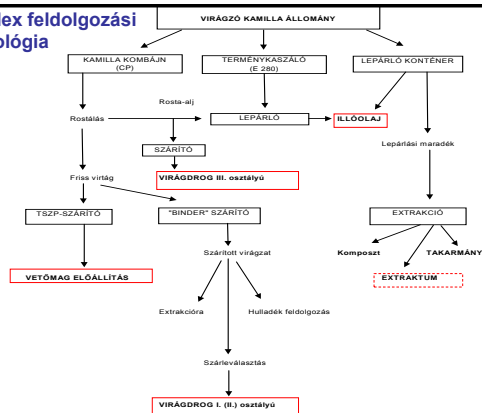 lex feldolgozási
ológia
VIRÁGZÓ KAMILLA ÁLLOMÁNY
KAMILLA KOMBÁJN
(CP)
TERMÉNYKASZÁLÓ
(E 280)
LEPÁRLÓ KONTÉNER
Rosta-alj
Rostálás
LEPÁRLÓ
ILLÓOLAJ
SZÁRÍTÓ
Lepárlási maradék
Friss virtág
VIRÁGDROG III. osztályú
TSZP-SZÁRÍTÓ
"BINDER" SZÁRÍTÓ
EXTRAKCIÓ
Szárított virágzat
Komposzt
TAKARMÁNY
VETŐMAG ELŐÁLLÍTÁS
EXTRAKTUM
Extrakcióra
Hulladék feldolgozás
Szárleválasztás
VIRÁGDROG I. (II.) osztályú